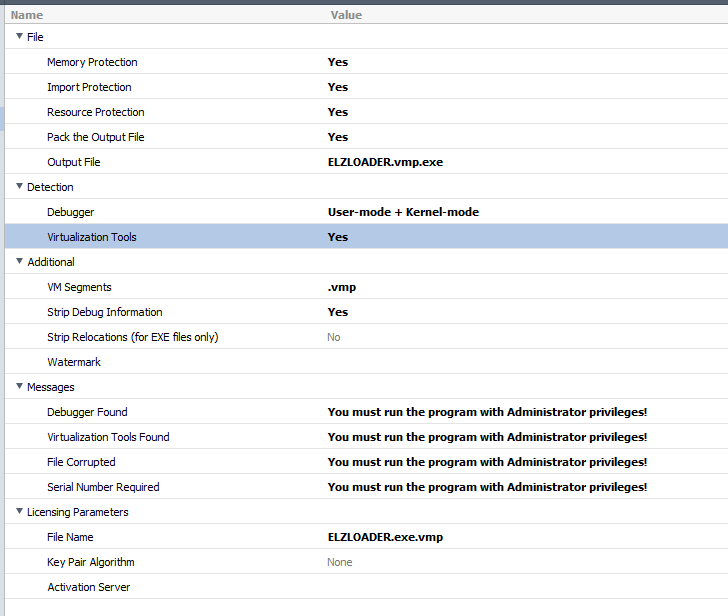 Name Value
File
Memory Protection Yes
Import Protection Yes
Resource Protection Yes
Pack the Output File Yes
Output File ELZLOADER.vmp.exe
Detection
Debugger User-mode + Kernel-mode
Virtualization Tools Yes
Additional
VM Segments .vmp
Strip Debug Information Yes
Strip Relocations (for EXE files only) No
Watermark
Messages
Debugger Found You must run the program with Administrator privileges!
Virtualization Tools Found You must run the program with Administrator privileges!
File Corrupted You must run the program with Administrator privileges!
Serial Number Required You must run the program with Administrator privileges!
Licensing Parameters
File Name ELZLOADER.exe.vmp
Key Pair Algorithm None
Activation Server